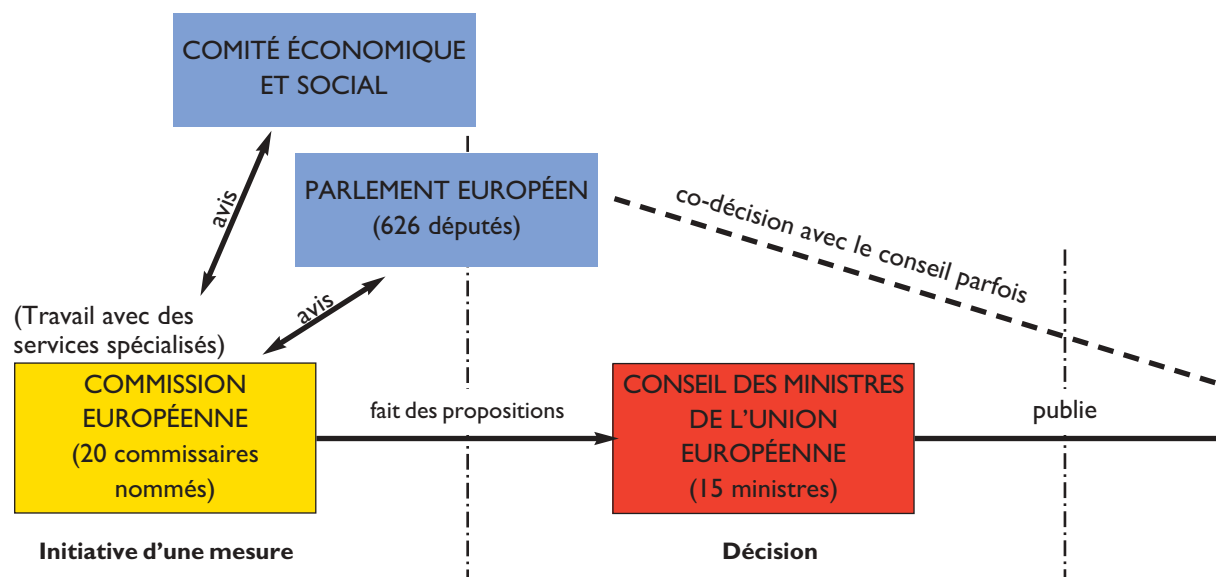 COMITÉ ÉCONOMIQUE
ET SOCIAL
avis
PARLEMENT EUROPÉEN
(626 députés)
avis
co-décision avec le conseil parfois
(Travail avec des
services spécialisés)
COMMISSION
EUROPÉENNE
(20 commissaires
nommés)
fait des propositions
CONSEIL DES MINISTRES
DE L’UNION
EUROPÉENNE
(15 ministres)
publie
Initiative d’une mesure
Décision